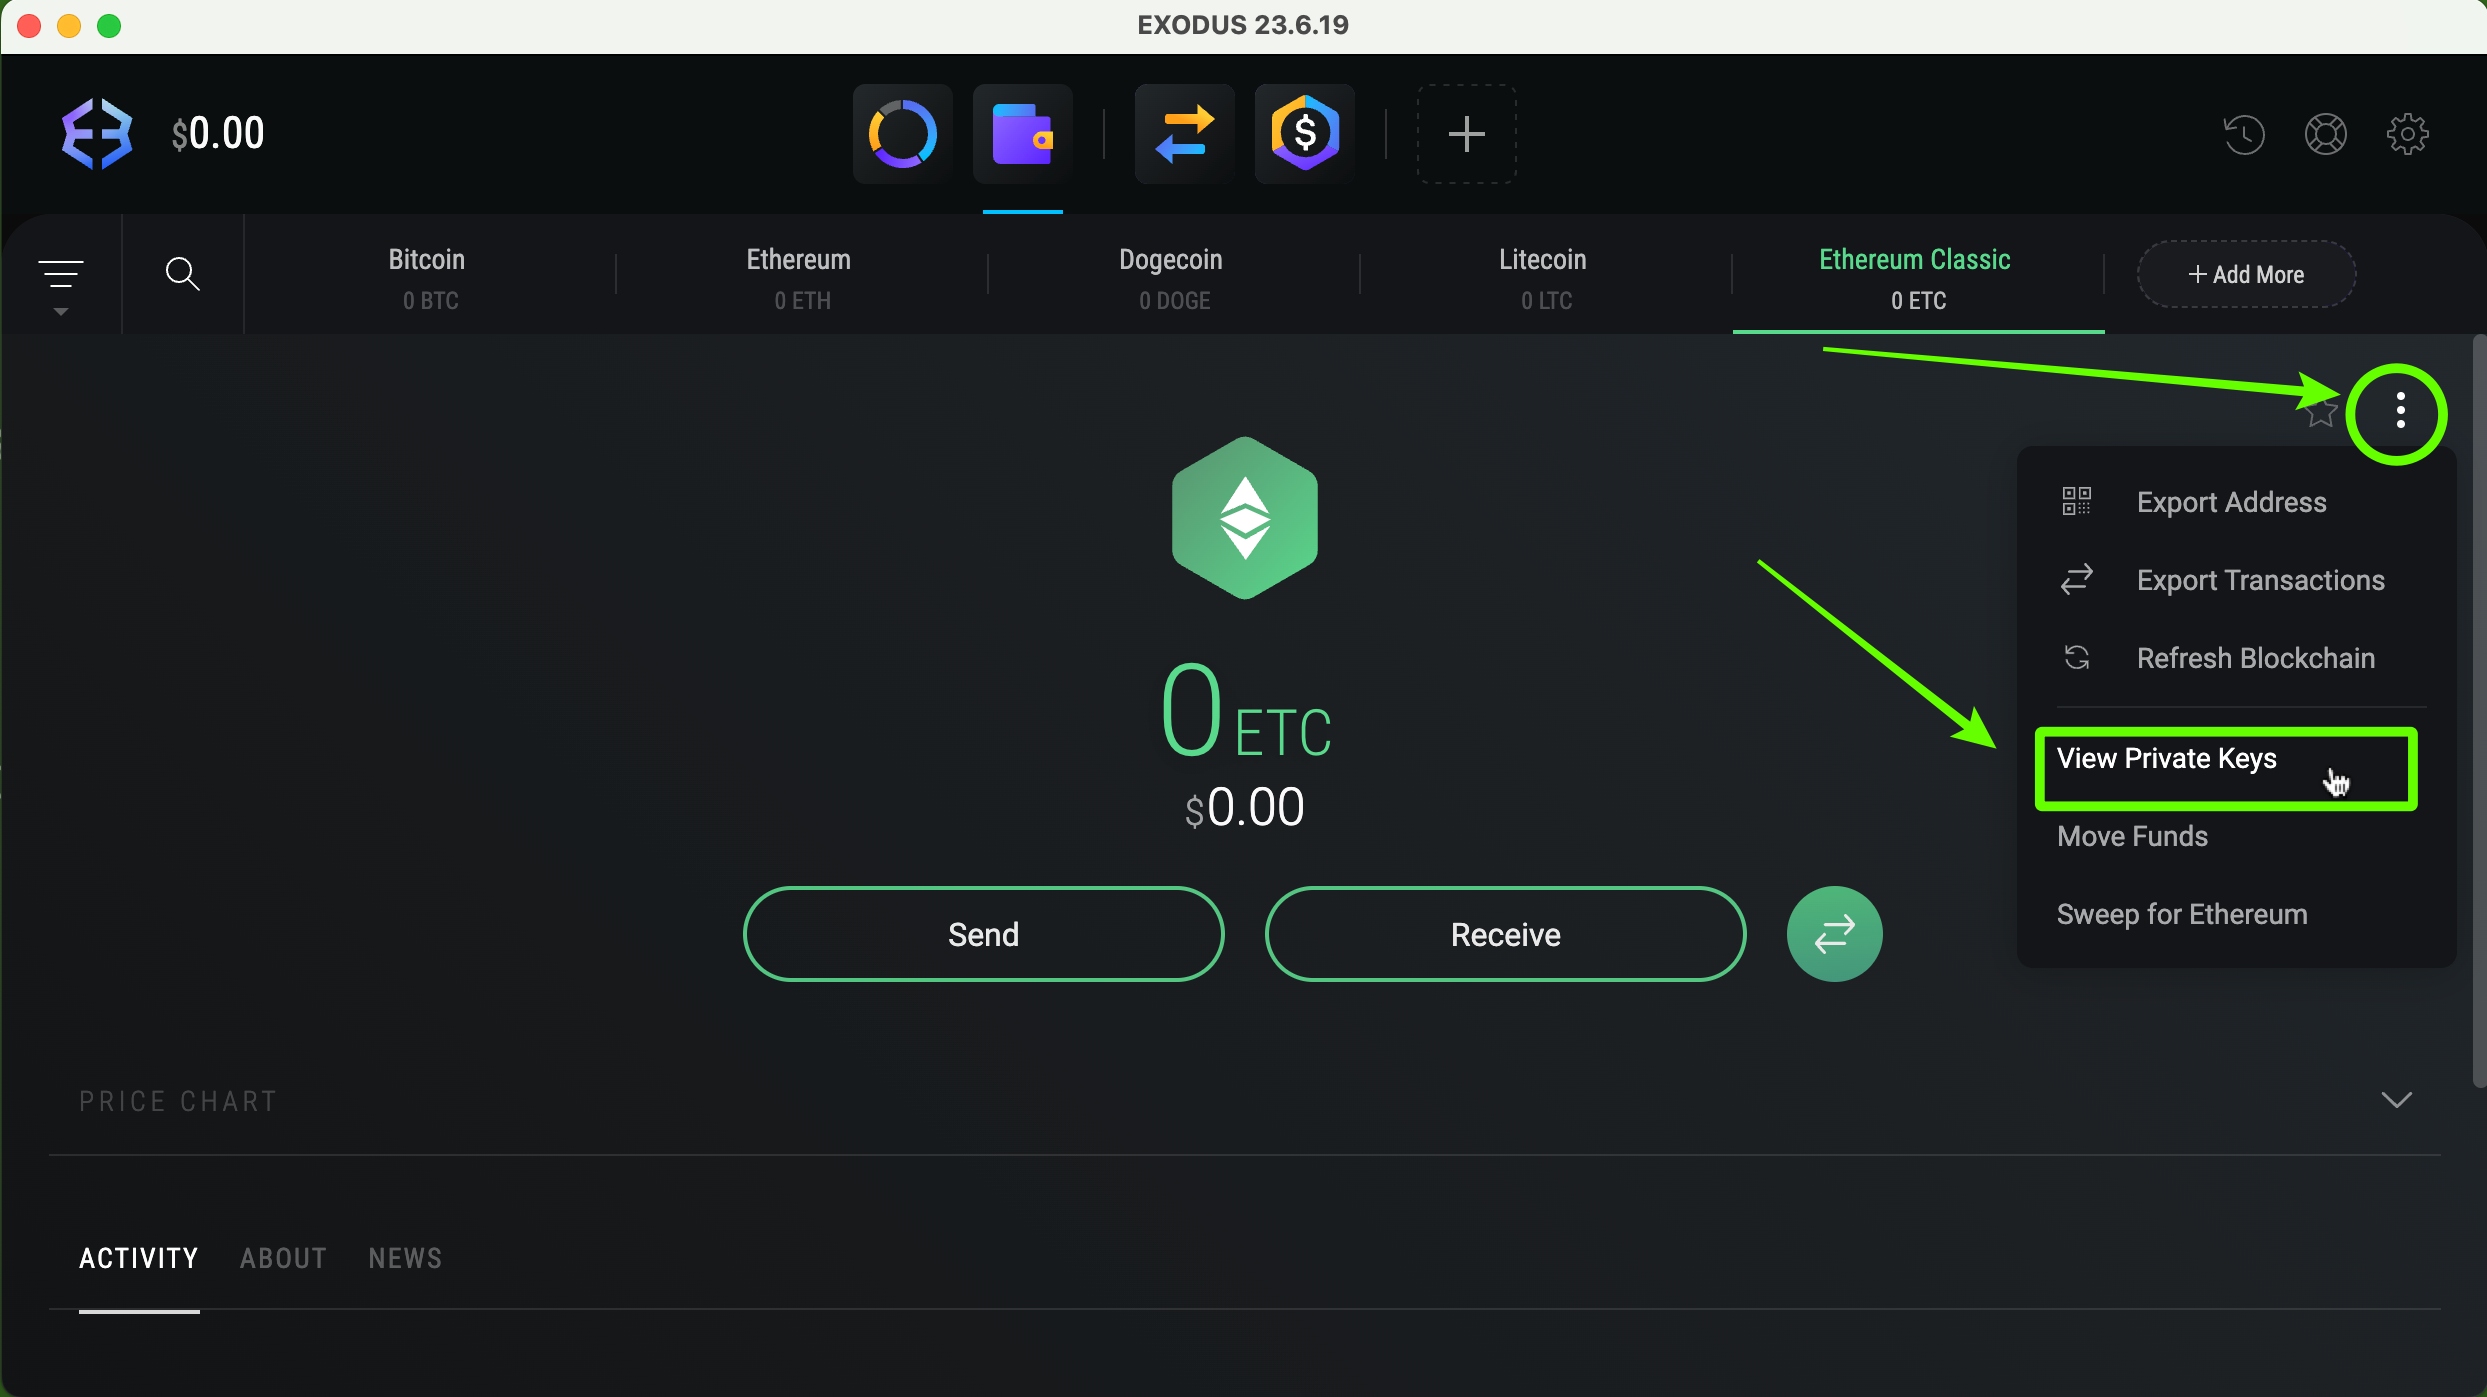 EXODUS 23.6.19
$0.00
Bitcoin
0 BTC
Ethereum
0 ETH
Dogecoin
0 DOGE
Litecoin
0 LTC
Ethereum Classic
0 ETC
+ Add More
Export Address
Export Transactions
Refresh Blockchain
View Private Keys
Move Funds
Sweep for Ethereum
0 ETC
$0.00
Send
Receive
PRICE CHART
ACTIVITY ABOUT NEWS